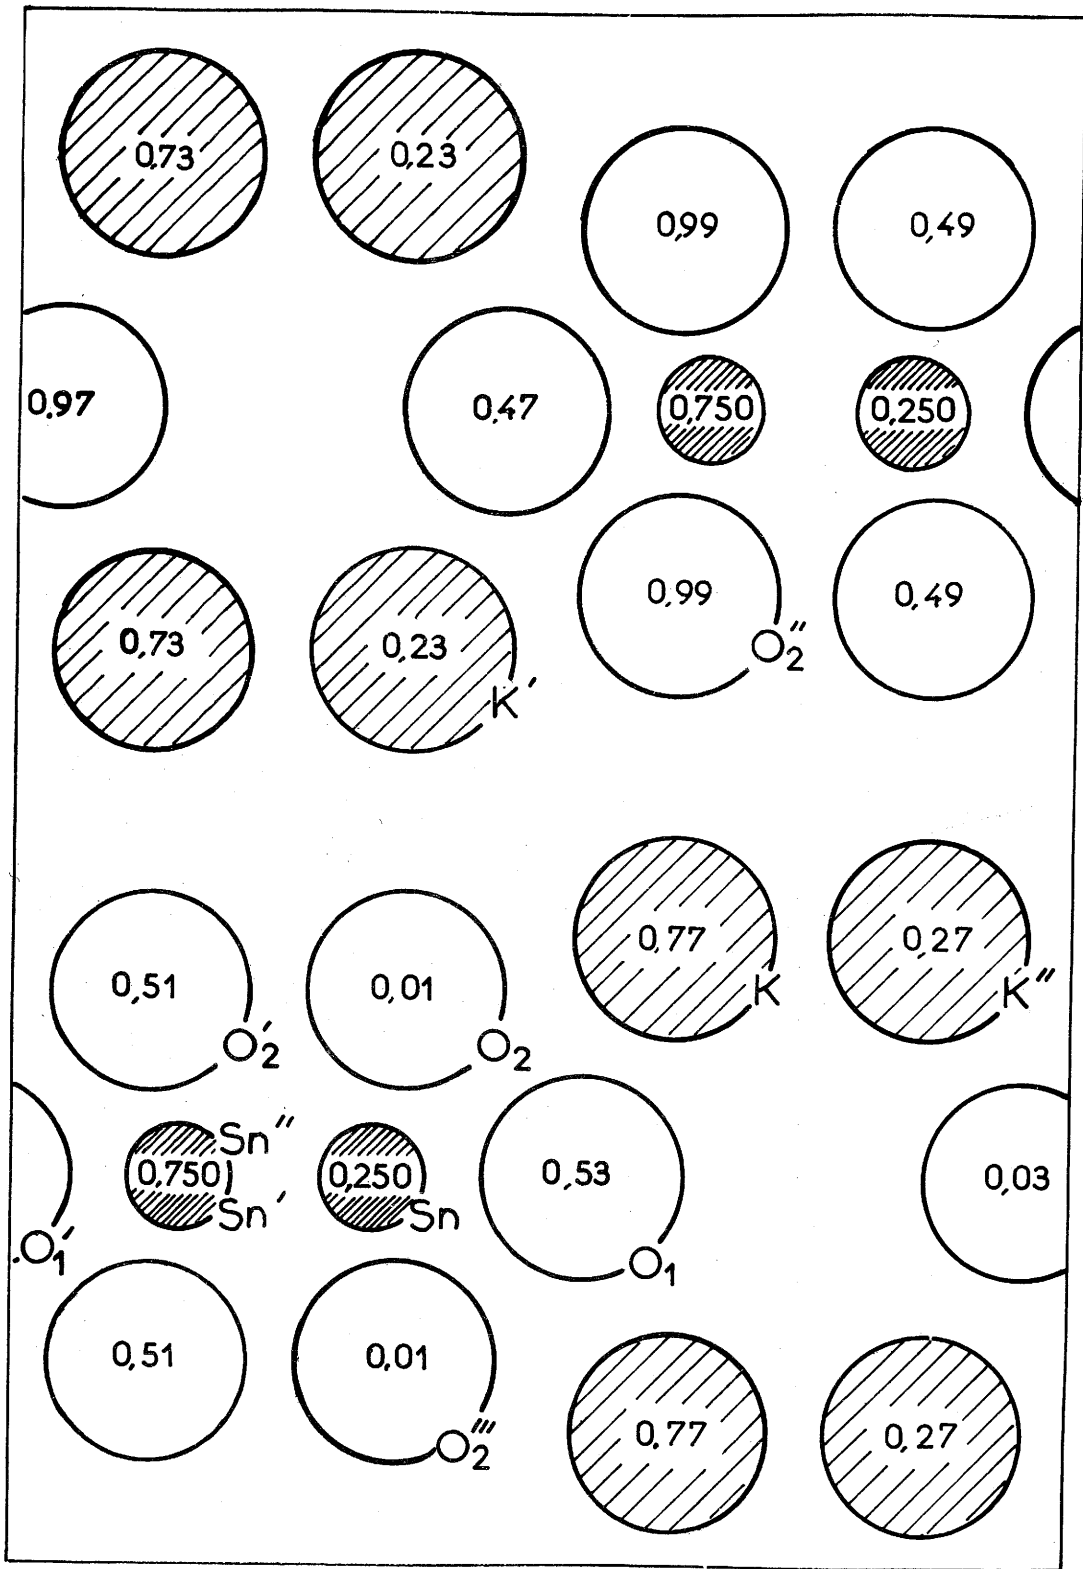 0,73 0,23
0,99 0,49
0,97 0,47 0,750 0,250
0,99 0,49
O₂″
0,73 0,23
K′
0,77 0,27
K K″
0,51 0,01
O₂′ O₂
Sn″
0,750 0,250 0,53 0,03
Sn′ Sn
O₁′ O₁
0,51 0,01
O₂‴
0,77 0,27